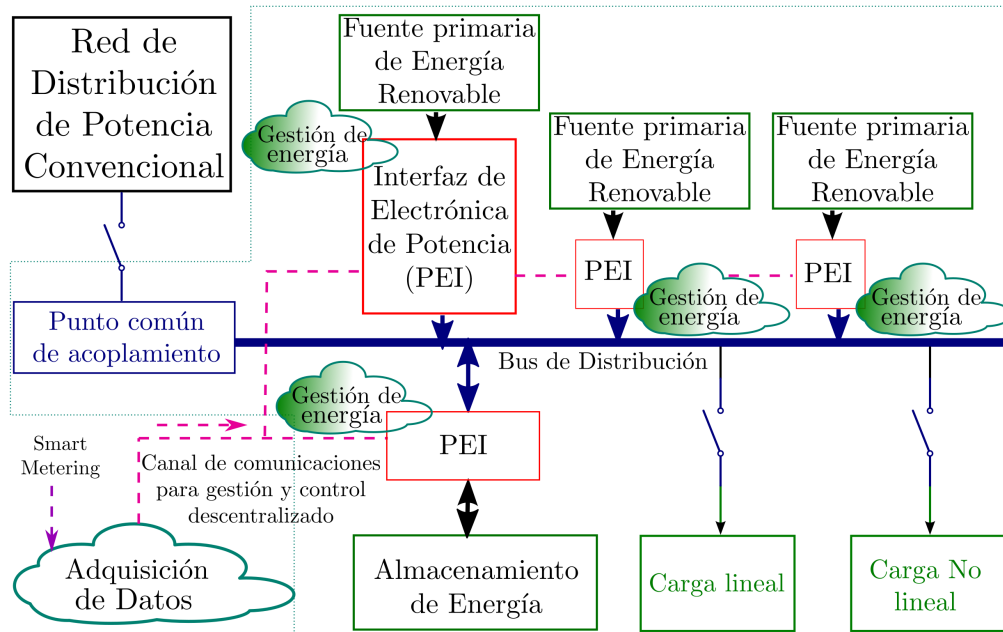 Red de
Distribución
de Potencia
Convencional
Fuente primaria
de Energía
Renovable
Gestión de
energía
Interfaz de
Electrónica
de Potencia
(PEI)
Fuente primaria
de Energía
Renovable
Fuente primaria
de Energía
Renovable
PEI
Gestión de
energía
PEI
Gestión de
energía
Punto común
de acoplamiento
Bus de Distribución
Gestión de
energía
PEI
Smart
Metering
Canal de comunicaciones
para gestión y control
descentralizado
Adquisición
de Datos
Almacenamiento
de Energía
Carga lineal
Carga No
lineal